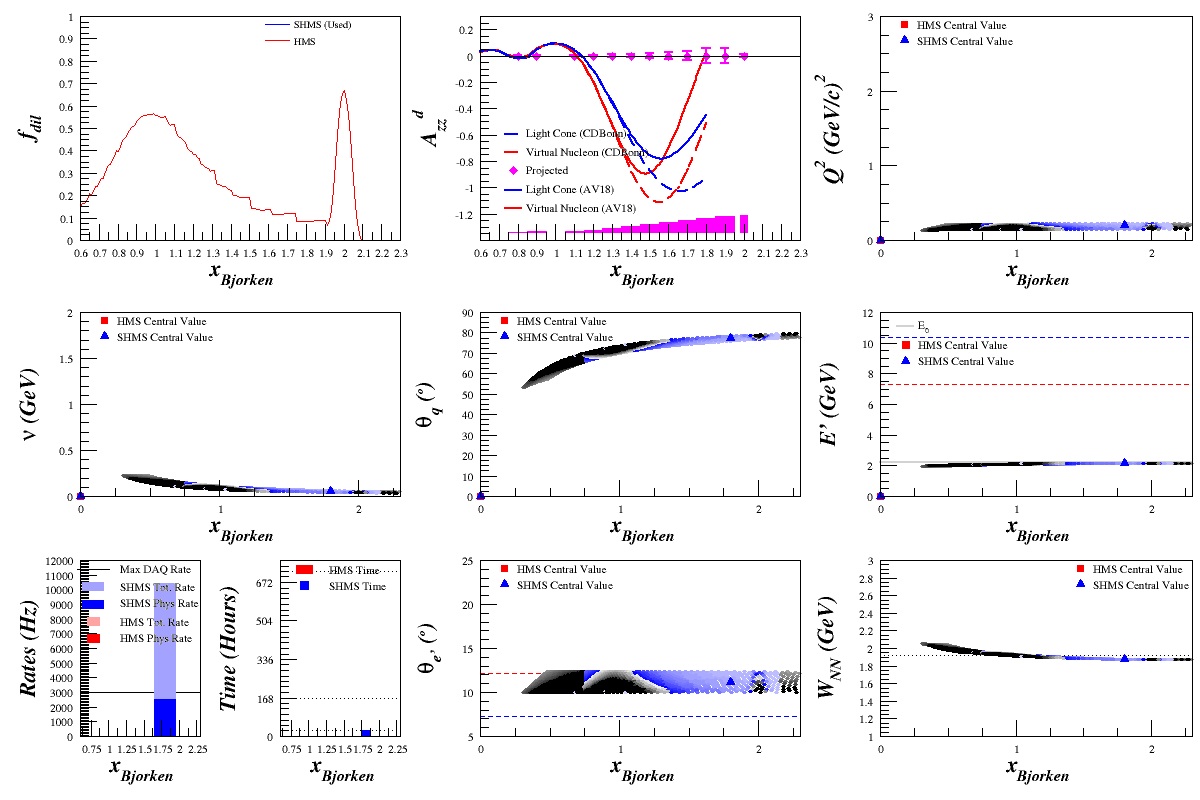 1
0.9
0.8
0.7
0.6
0.5
0.4
0.3
0.2
0.1
0
f_dil
SHMS (Used)
HMS
0.6 0.7 0.8 0.9 1 1.1 1.2 1.3 1.4 1.5 1.6 1.7 1.8 1.9 2 2.1 2.2 2.3
x_Bjorken
0.2
0
-0.2
-0.4
-0.6
-0.8
-1
-1.2
A_zz^d
Light Cone (CDBonn)
Virtual Nucleon (CDBonn)
Projected
Light Cone (AV18)
Virtual Nucleon (AV18)
0.6 0.7 0.8 0.9 1 1.1 1.2 1.3 1.4 1.5 1.6 1.7 1.8 1.9 2 2.1 2.2 2.3
x_Bjorken
3
2
1
0
Q^2 (GeV/c)^2
HMS Central Value
SHMS Central Value
1 2
x_Bjorken
2
1.5
1
0.5
0
ν (GeV)
HMS Central Value
SHMS Central Value
0 1 2
x_Bjorken
90
80
70
60
50
40
30
20
10
0
θ_q (°)
HMS Central Value
SHMS Central Value
0 1 2
x_Bjorken
12
10
8
6
4
2
0
E' (GeV)
E_0
HMS Central Value
SHMS Central Value
0 1 2
x_Bjorken
12000
11000
10000
9000
8000
7000
6000
5000
4000
3000
2000
1000
0
Rates (Hz)
Max DAQ Rate
SHMS Tot. Rate
SHMS Phys Rate
HMS Tot. Rate
HMS Phys Rate
0.75 1 1.25 1.5 1.75 2 2.25
x_Bjorken
672
504
336
168
0
Time (Hours)
HMS Time
SHMS Time
0.75 1 1.25 1.5 1.75 2 2.25
x_Bjorken
25
20
15
10
5
θ_e' (°)
HMS Central Value
SHMS Central Value
0 1 2
x_Bjorken
3
2.8
2.6
2.4
2.2
2
1.8
1.6
1.4
1.2
1
W_NN (GeV)
HMS Central Value
SHMS Central Value
0 1 2
x_Bjorken